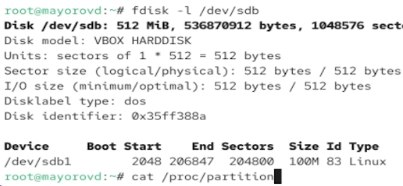 root@mayorovd:~# fdisk -l /dev/sdb
Disk /dev/sdb: 512 MiB, 536870912 bytes, 1048576 sect
Disk model: VBOX HARDDISK
Units: sectors of 1 * 512 = 512 bytes
Sector size (logical/physical): 512 bytes / 512 bytes
I/O size (minimum/optimal): 512 bytes / 512 bytes
Disklabel type: dos
Disk identifier: 0x35ff388a
Device Boot Start End Sectors Size Id Type
/dev/sdb1 2048 206847 204800 100M 83 Linux
root@mayorovd:~# cat /proc/partition